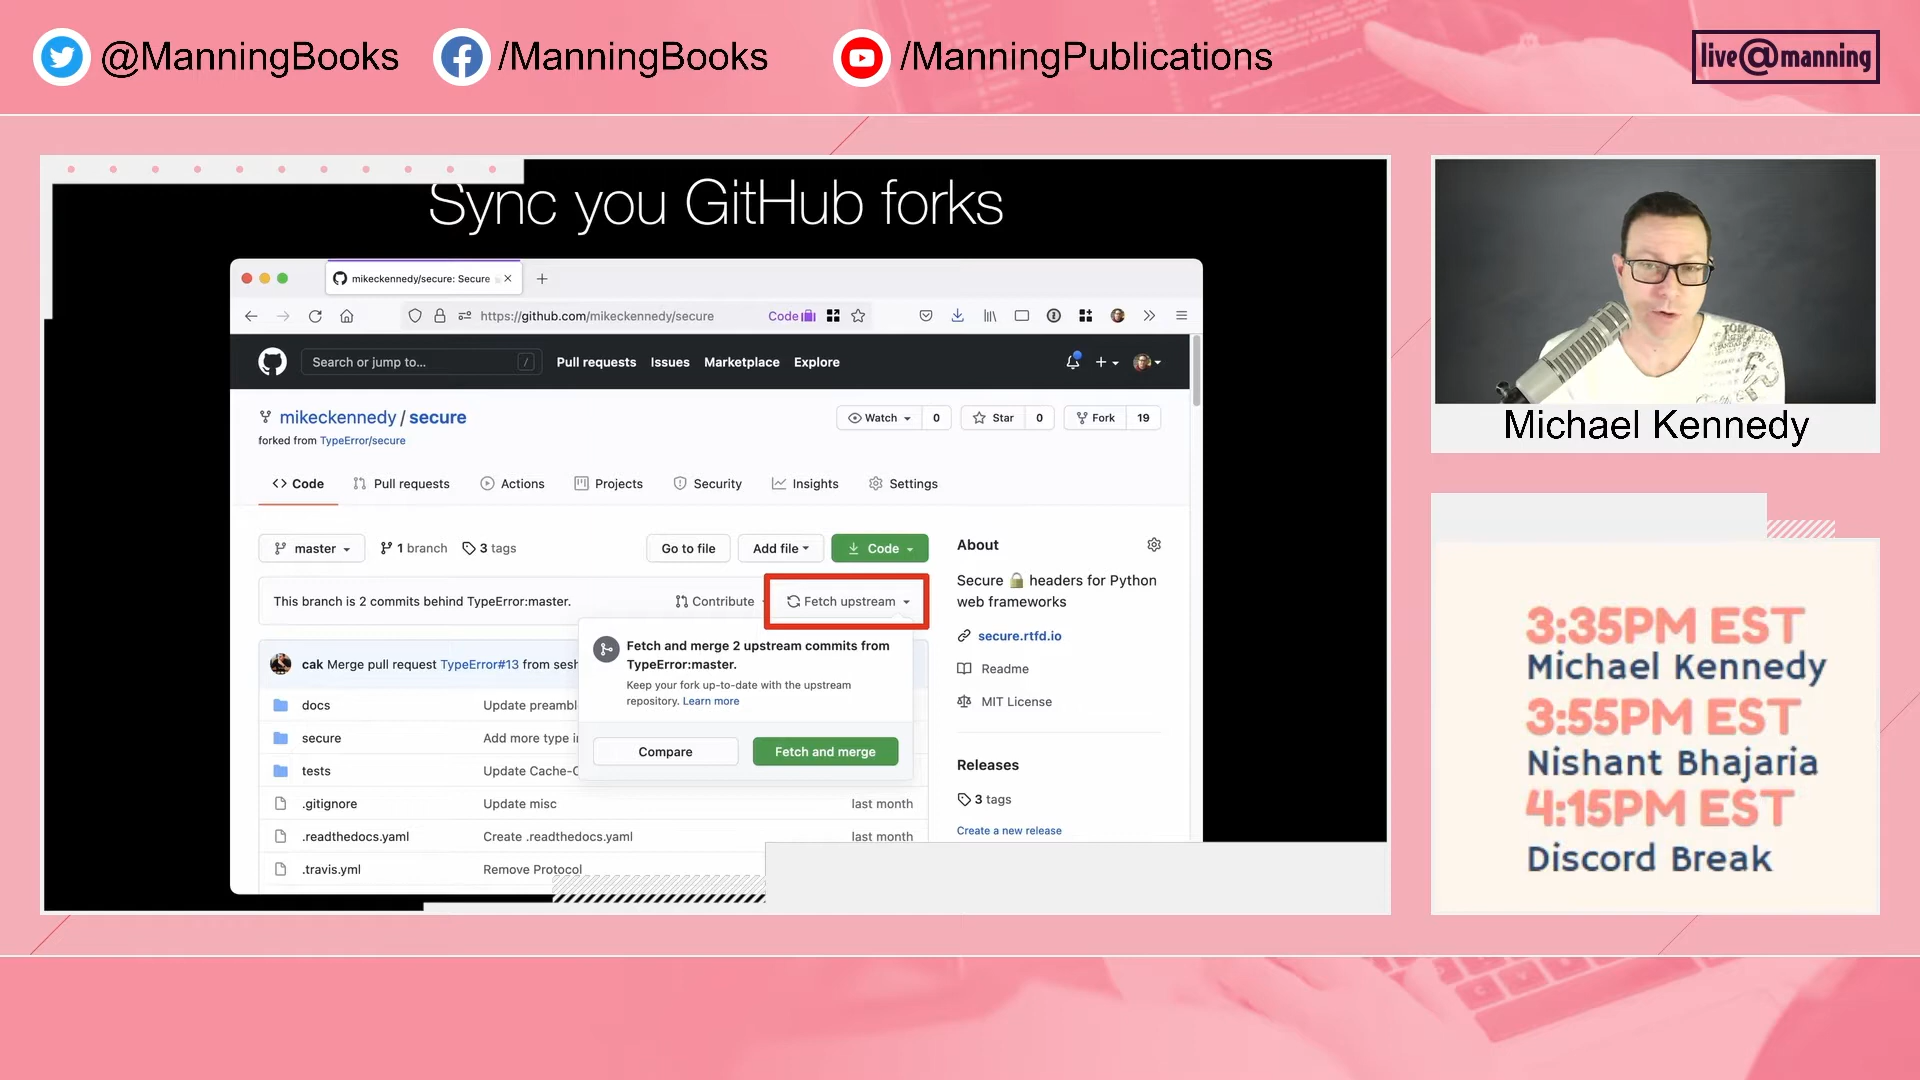 @ManningBooks
/ManningBooks
/ManningPublications
live@manning
Sync you GitHub forks
mikeckennedy/secure: Secure
https://github.com/mikeckennedy/secure
Code
Search or jump to...
/
Pull requests
Issues
Marketplace
Explore
mikeckennedy / secure
forked from TypeError/secure
Watch
0
Star
0
Fork
19
Code
Pull requests
Actions
Projects
Security
Insights
Settings
master
1 branch
3 tags
Go to file
Add file
Code
This branch is 2 commits behind TypeError:master.
Contribute
Fetch upstream
Fetch and merge 2 upstream commits from
TypeError:master.
Keep your fork up-to-date with the upstream
repository. Learn more
Compare
Fetch and merge
cak Merge pull request TypeError#13 from sesh
docs
Update preambl
secure
Add more type in
tests
Update Cache-C
.gitignore
Update misc
last month
.readthedocs.yaml
Create .readthedocs.yaml
last month
.travis.yml
Remove Protocol
About
Secure 🔒 headers for Python
web frameworks
secure.rtfd.io
Readme
MIT License
Releases
3 tags
Create a new release
Michael Kennedy
3:35PM EST
Michael Kennedy
3:55PM EST
Nishant Bhajaria
4:15PM EST
Discord Break